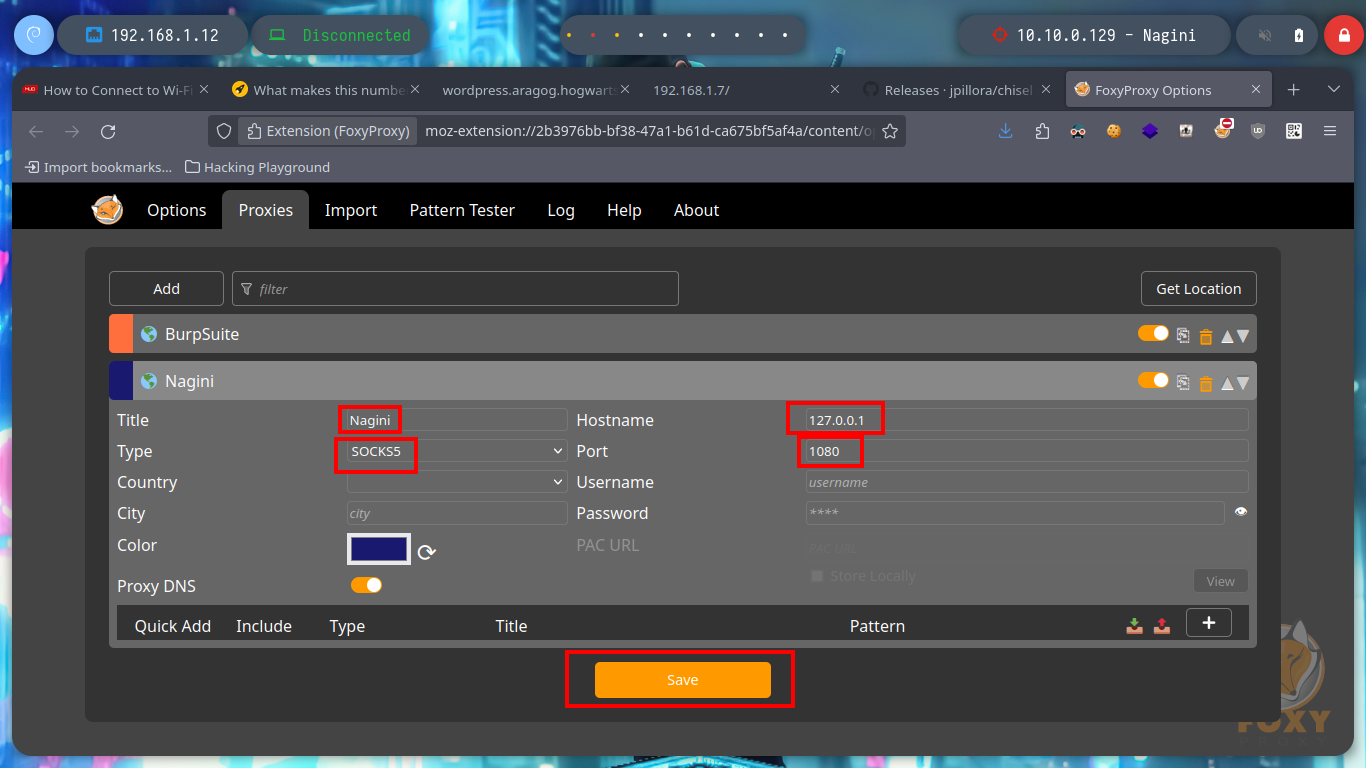 192.168.1.12 Disconnected 10.10.0.129 - Nagini
How to Connect to Wi-Fi What makes this numbe wordpress.aragog.hogwarts 192.168.1.7/ Releases · jpillora/chisel FoxyProxy Options
Extension (FoxyProxy) moz-extension://2b3976bb-bf38-47a1-b61d-ca675bf5af4a/content/op
Import bookmarks... Hacking Playground
Options Proxies Import Pattern Tester Log Help About
Add filter Get Location
BurpSuite
Nagini
Title Nagini Hostname 127.0.0.1
Type SOCKS5 Port 1080
Country Username username
City city Password ****
Color PAC URL PAC URL
Store Locally
Proxy DNS View
Quick Add Include Type Title Pattern +
Save
FOXY